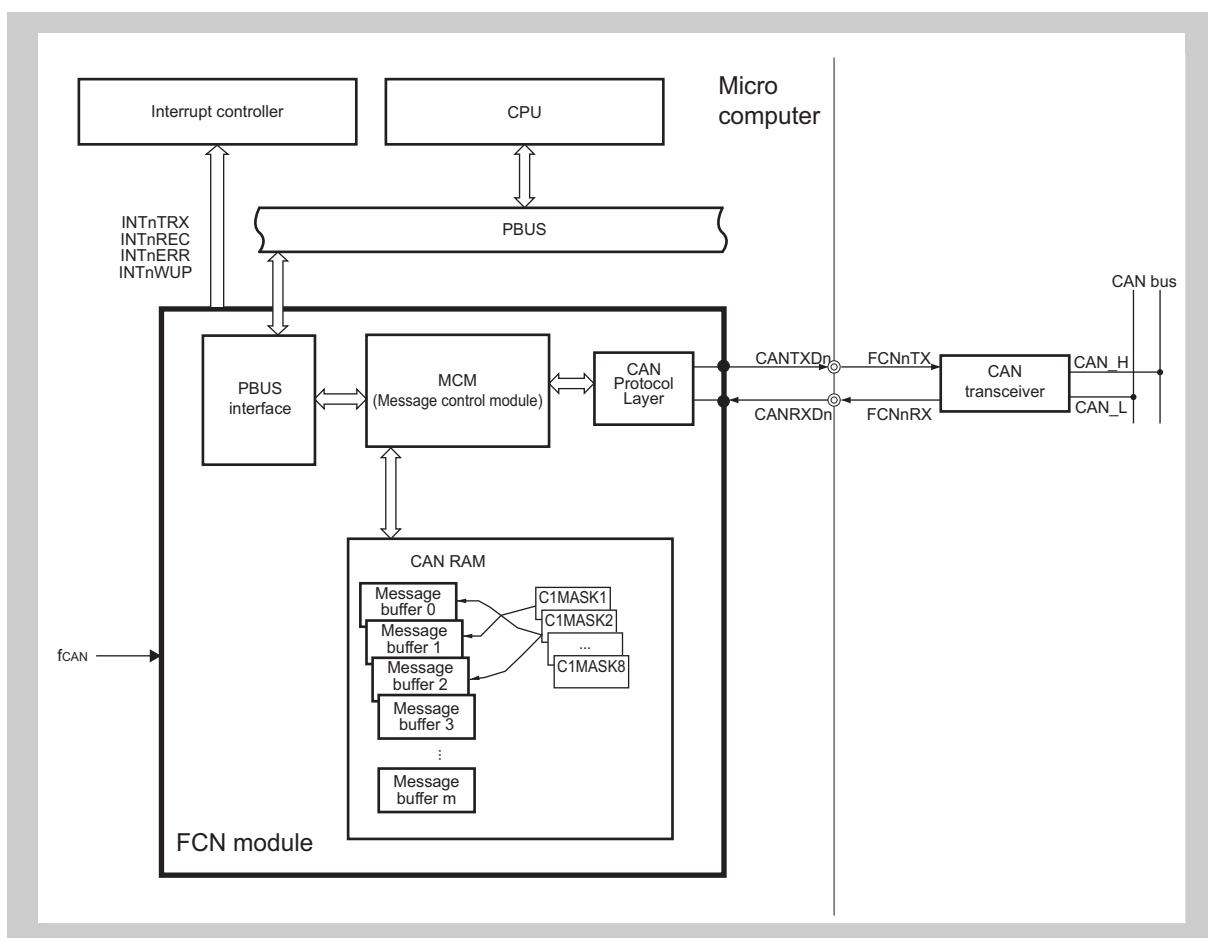 Interrupt controller
CPU
Micro
computer
INTnTRX
INTnREC
INTnERR
INTnWUP
PBUS
CAN bus
PBUS
interface
MCM
(Message control module)
CAN
Protocol
Layer
CANTXDn
CANRXDn
FCNnTX
FCNnRX
CAN
transceiver
CAN_H
CAN_L
CAN RAM
Message
buffer 0
Message
buffer 1
Message
buffer 2
Message
buffer 3
...
Message
buffer m
C1MASK1
C1MASK2
...
C1MASK8
fCAN
FCN module